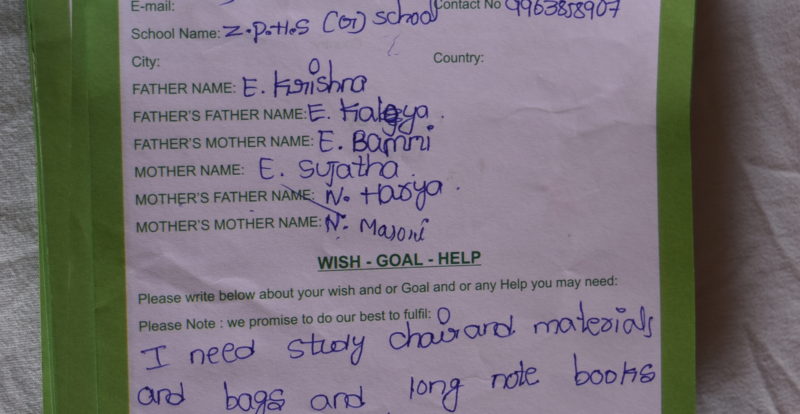 E-mail:
Contact No 9963858907
School Name: Z.P.H.S (G) School
City: Country:
FATHER NAME: E. Krishna
FATHER'S FATHER NAME: E. Kalgya.
FATHER'S MOTHER NAME: E. Bamni
MOTHER NAME: E. Sujatha.
MOTHER'S FATHER NAME: N. Harya.
MOTHER'S MOTHER NAME: N. Masoni
WISH - GOAL - HELP
Please write below about your wish and or Goal and or any Help you may need:
Please Note : we promise to do our best to fulfil:
I need study chair and materials
and bags and long note books